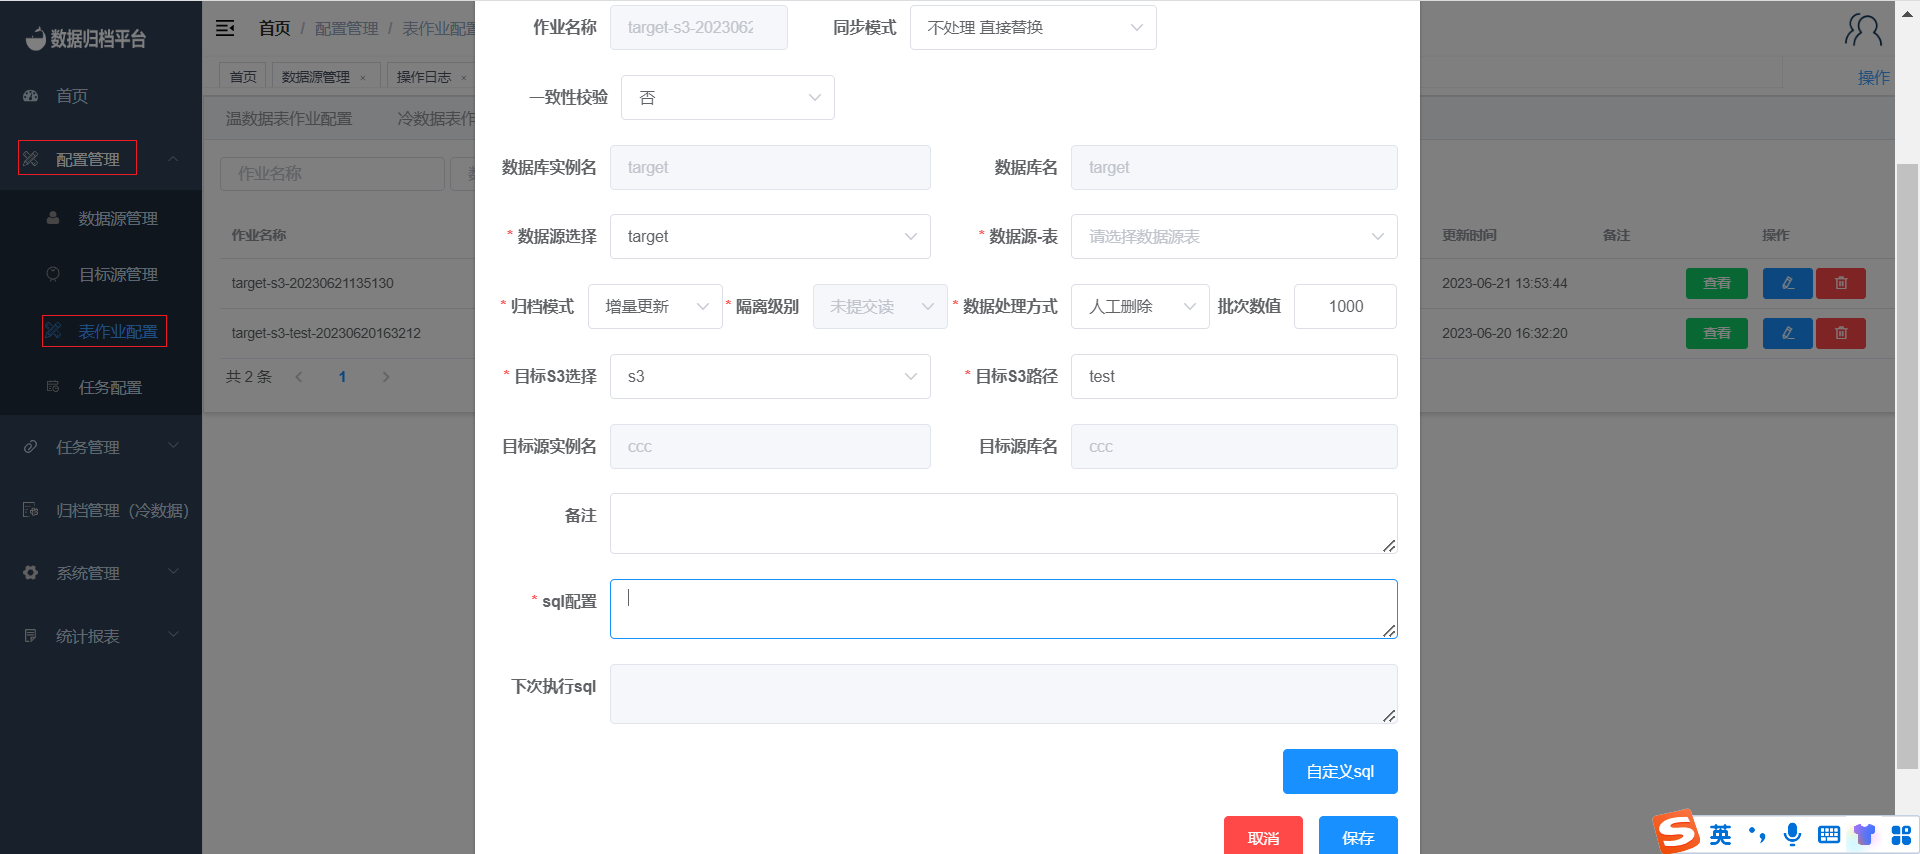 数据归档平台
首页
配置管理
数据源管理
目标源管理
表作业配置
任务配置
任务管理
归档管理（冷数据）
系统管理
统计报表
首页 / 配置管理 / 表作业配置
首页 数据源管理 × 操作日志 ×
操作
温数据表作业配置 冷数据表作
作业名称
作业名称 更新时间 备注 操作
target-s3-20230621135130 2023-06-21 13:53:44 查看
target-s3-test-20230620163212 2023-06-20 16:32:20 查看
共 2 条 1
作业名称 target-s3-202306 同步模式 不处理 直接替换
一致性校验 否
数据库实例名 target 数据库名 target
* 数据源选择 target * 数据源-表 请选择数据源表
* 归档模式 增量更新 * 隔离级别 未提交读 * 数据处理方式 人工删除 批次数值 1000
* 目标S3选择 s3 * 目标S3路径 test
目标源实例名 ccc 目标源库名 ccc
备注
* sql配置
下次执行sql
自定义sql
取消 保存
S 英